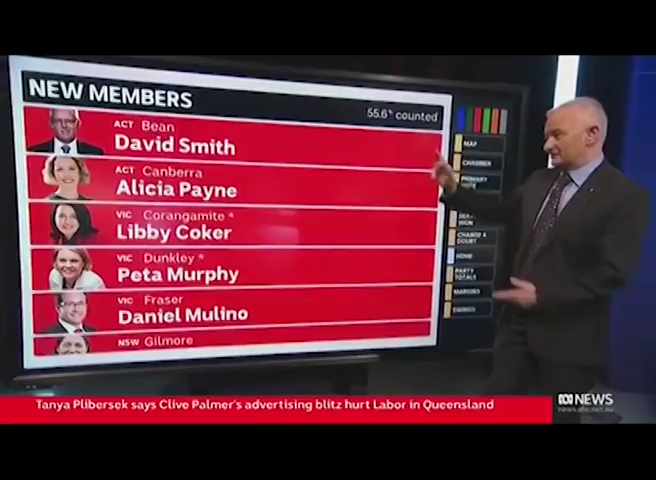 NEW MEMBERS
55.6% counted
ACT Bean
David Smith
ACT Canberra
Alicia Payne
VIC Corangamite *
Libby Coker
VIC Dunkley *
Peta Murphy
VIC Fraser
Daniel Mulino
NSW Gilmore
MAP
CHAMBER
PRIMARY
CHANGE &
DOUBT
PARTY
TOTALS
MARGINS
Tanya Plibersek says Clive Palmer's advertising blitz hurt Labor in Queensland
ABC NEWS
news.abc.net.au